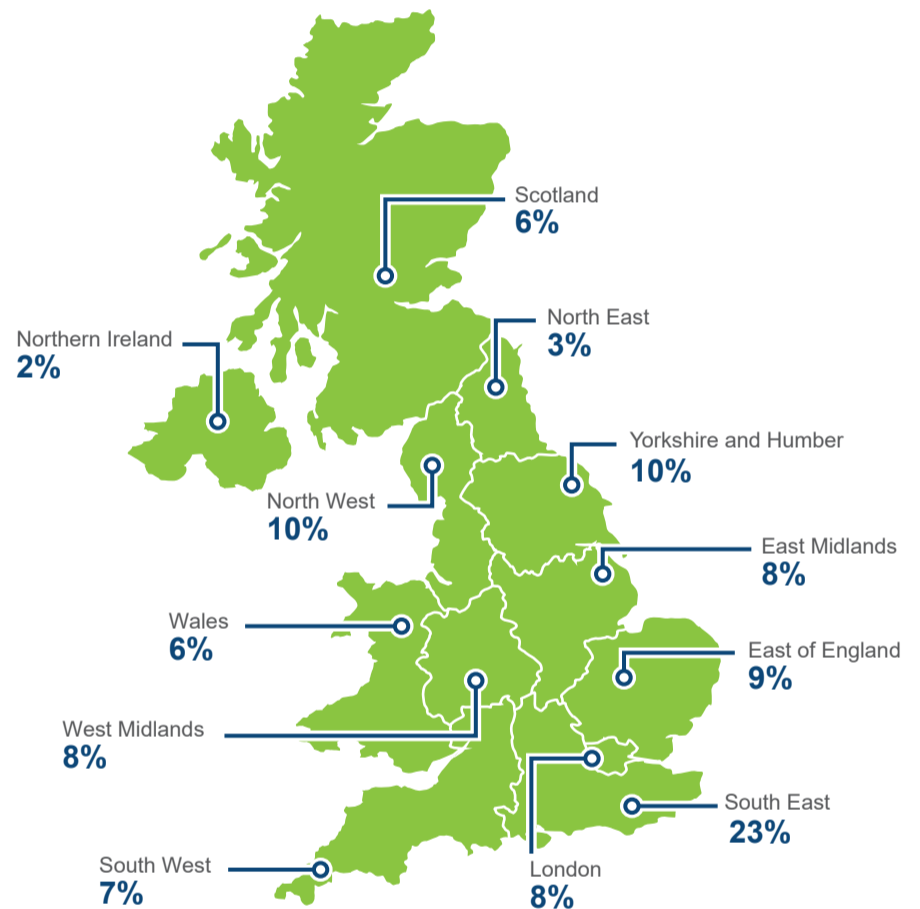 Scotland
6%
North East
3%
Northern Ireland
2%
Yorkshire and Humber
10%
North West
10%
East Midlands
8%
Wales
6%
East of England
9%
West Midlands
8%
South East
23%
South West
7%
London
8%